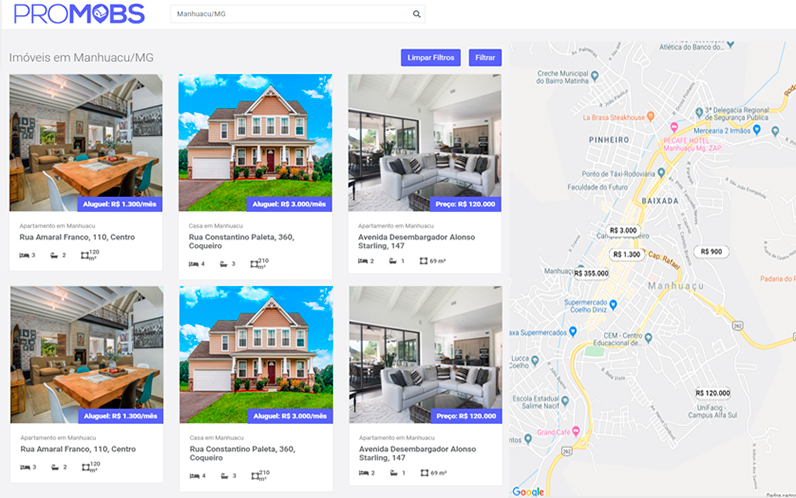 PROMOBS
Manhuacu/MG
Imóveis em Manhuacu/MG
Limpar Filtros
Filtrar
Aluguel: R$ 1.300/mês
Aluguel: R$ 3.000/mês
Preço: R$ 120.000
Apartamento em Manhuacu
Rua Amaral Franco, 110, Centro
3
2
120
m²
Casa em Manhuacu
Rua Constantino Paleta, 360,
Coqueiro
4
3
210
m²
Avenida Desembargador Alonso
Starling, 147
2
1
69 m²
Aluguel: R$ 1.300/mês
Aluguel: R$ 3.000/mês
Preço: R$ 120.000
Apartamento em Manhuacu
Rua Amaral Franco, 110, Centro
3
2
120
m²
Casa em Manhuacu
Rua Constantino Paleta, 360,
Coqueiro
4
3
210
m²
Apartamento em Manhuacu
Avenida Desembargador Alonso
Starling, 147
2
1
69 m²
Atlética do Banco do...
Creche Municipal
do Bairro Matinha
La Brasa Steakhouse
3ª Delegacia Regional
de Segurança Pública
Mercearia 2 Irmãos
PINHEIRO
PECAFÉ HOTEL
Manhuaçu Mg. ZAP
Ponto de Táxi-Rodoviária
Faculdade do Futuro
BAIXADA
R$ 3.000
R$ 1.300
Cap. Rafael
R$ 900
R$ 355.000
Padaria do
Manhuaçu
Supermercado
Coelho Diniz
axa Supermercados
CEM - Centro
Educacional de...
262
Lucca
Coelho
Escola Estadual
Salime Nacif
R$ 120.000
UniFacig -
Campus Alfa Sul
Grand Café
262
Google